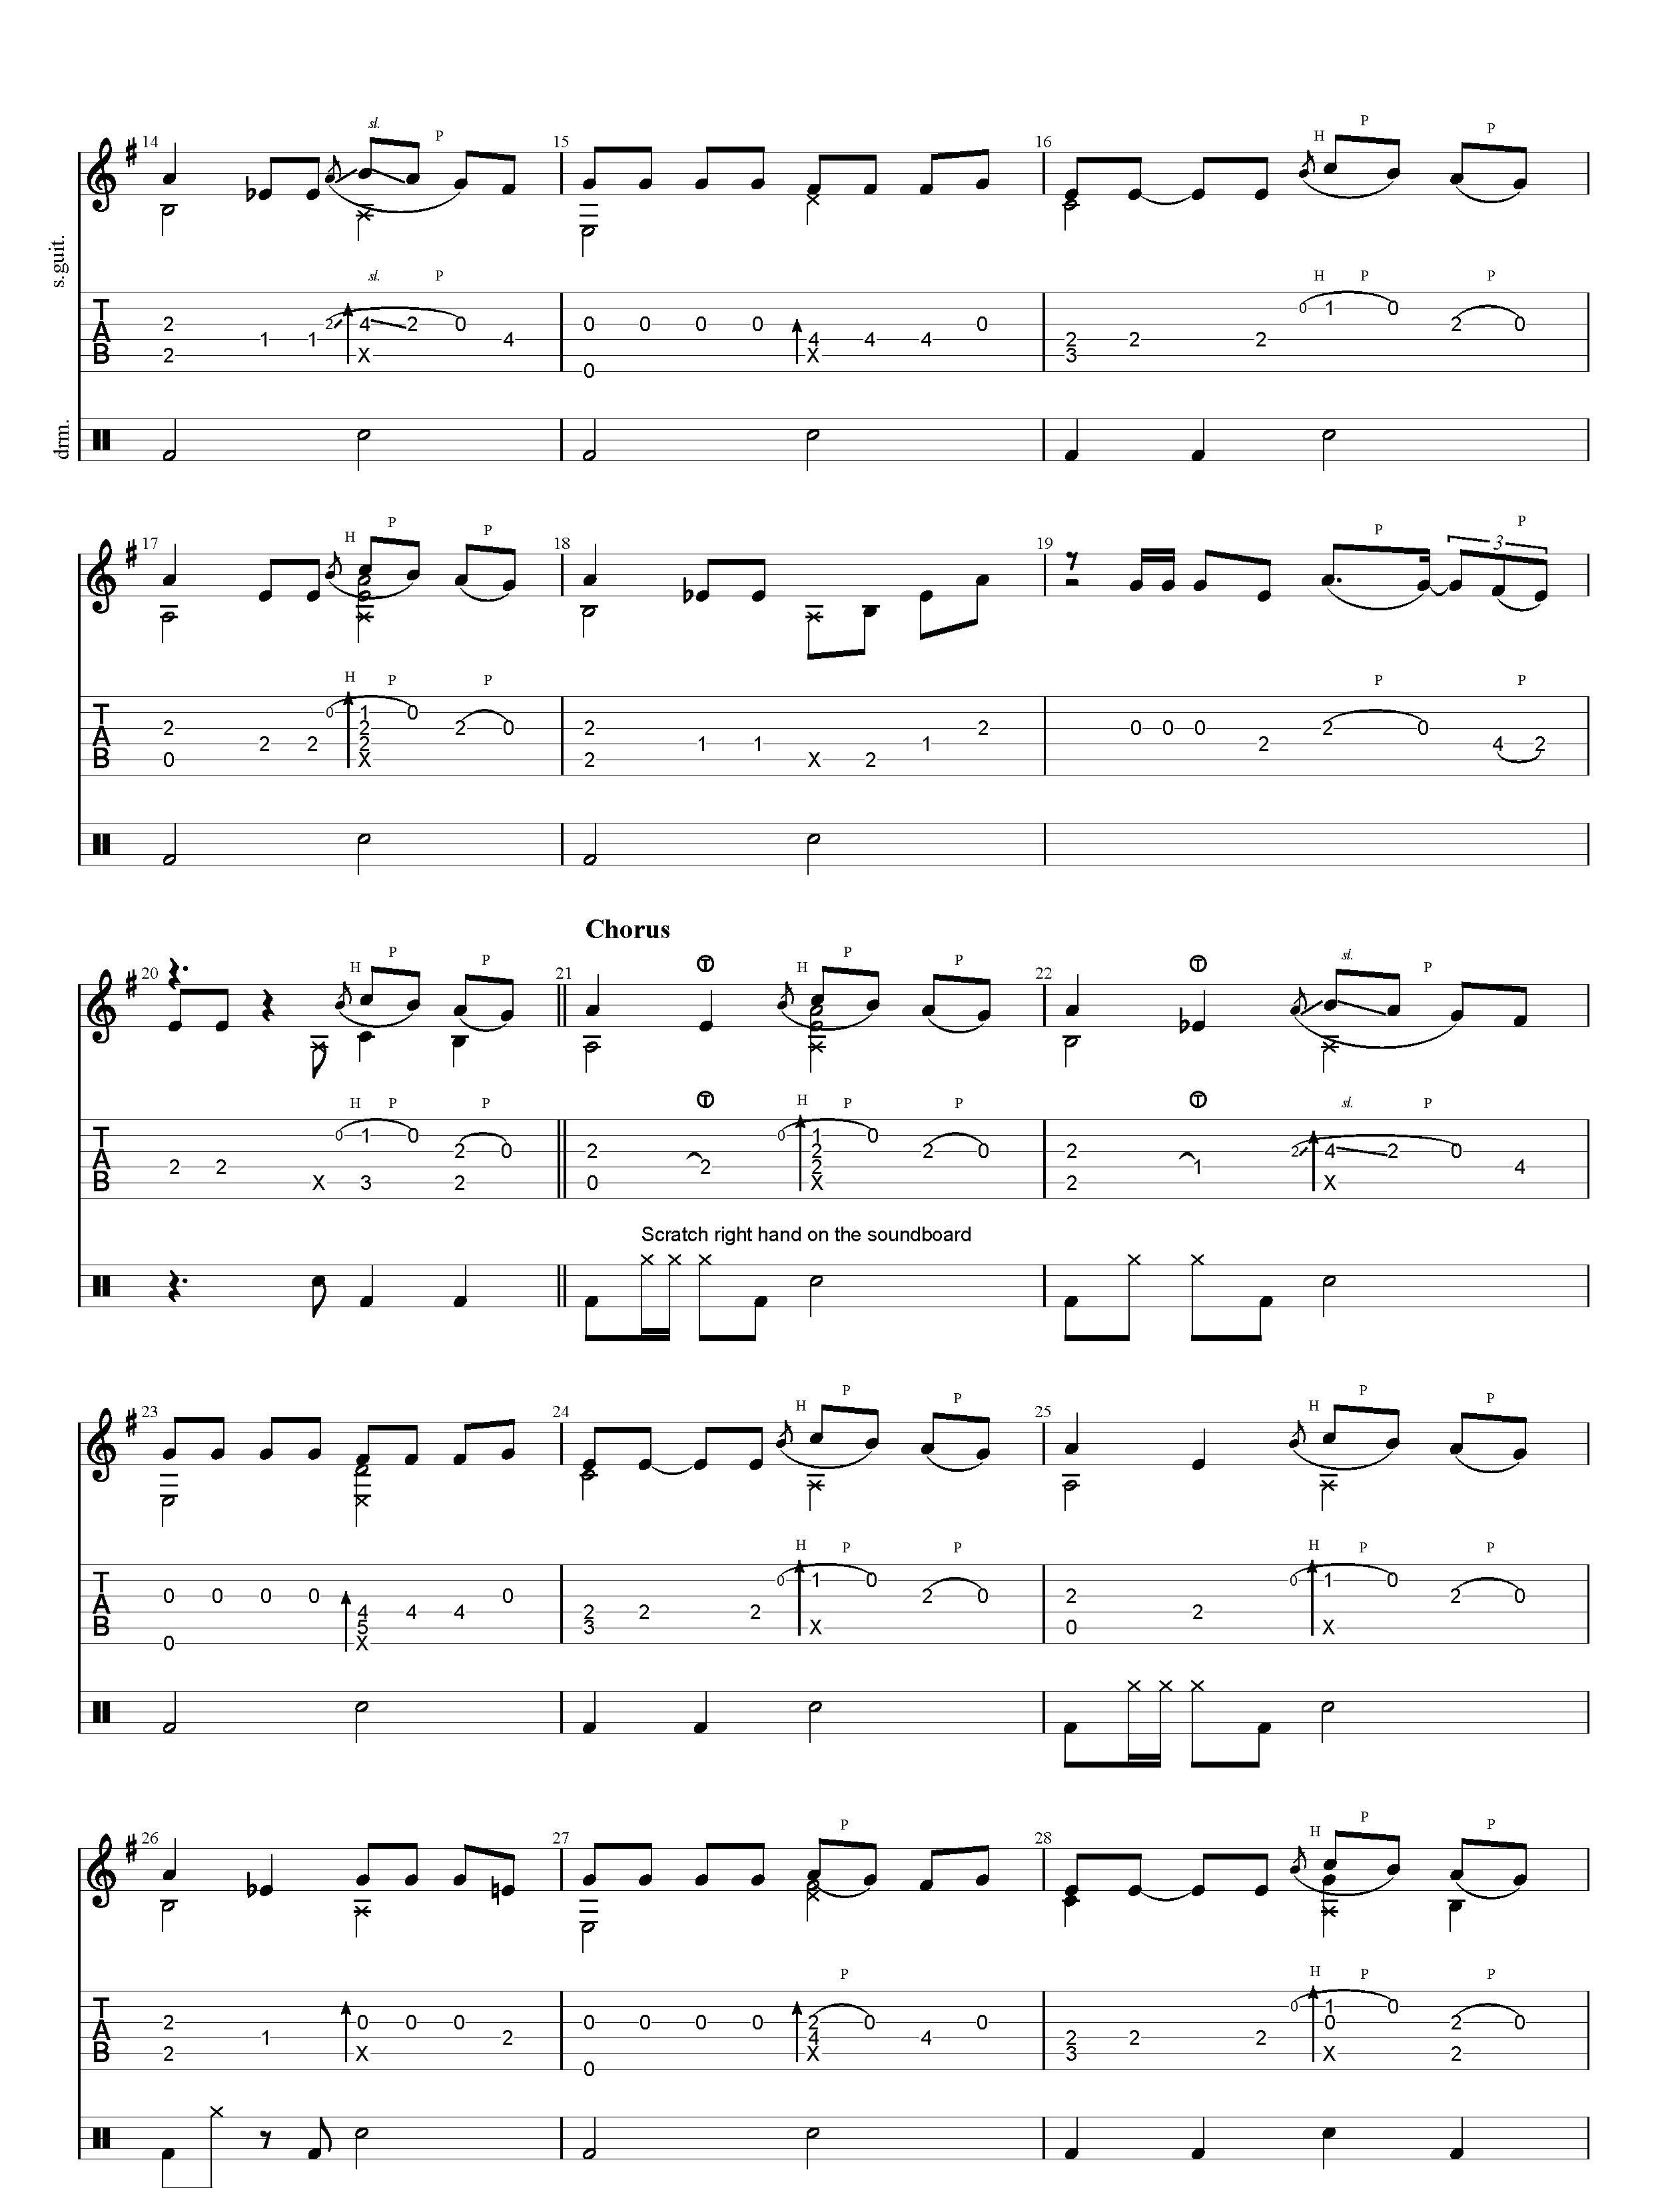 14 sl. P 15 16 H P P
s.guit.
sl. P H P P
T 2 1 1 2 4 2 0 4 0 0 0 0 4 4 4 0 2 2 2 0 1 0 2 0
A
B 2 X 0 X 3
drm.
17 H P P 18 19 P 3 P
H P P P P
T 2 2 2 0 1 0 2 0 2 1 1 1 2 0 0 0 2 2 0 4 2
A 2 2
B 0 X 2 X 2
Chorus
20 H P P 21 T H P P 22 T sl. P
H P P T H P P T sl. P
T 2 2 0 1 0 2 0 2 2 0 1 0 2 0 2 1 2 4 2 0 4
A 2 2
B X 3 2 0 X 2 X
Scratch right hand on the soundboard
23 24 H P P 25 H P P
H P P H P P
T 0 0 0 0 4 4 4 0 2 2 2 0 1 0 2 0 2 2 0 1 0 2 0
A 5
B 0 X 3 X 0 X
26 27 P 28 H P P
P H P P
T 2 1 0 0 0 2 0 0 0 0 2 0 4 0 2 2 2 0 1 0 2 0
A 4 0
B 2 X 0 X 3 X 2